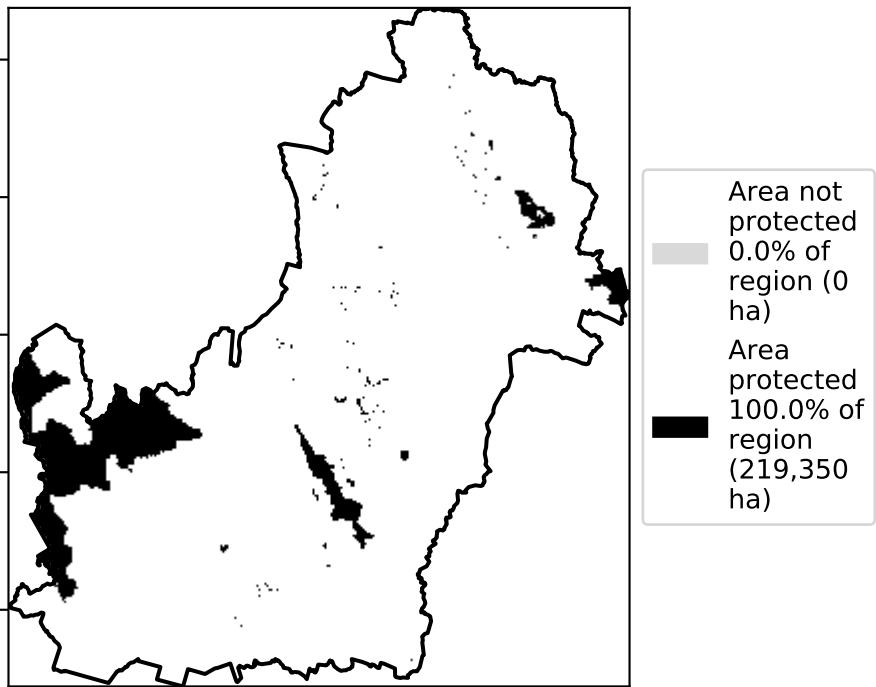 Area not
protected
0.0% of
region (0
ha)
Area
protected
100.0% of
region
(219,350
ha)